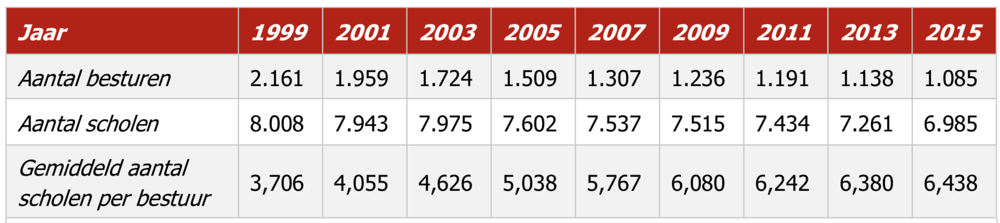 Jaar 1999 2001 2003 2005 2007 2009 2011 2013 2015
Aantal besturen 2.161 1.959 1.724 1.509 1.307 1.236 1.191 1.138 1.085
Aantal scholen 8.008 7.943 7.975 7.602 7.537 7.515 7.434 7.261 6.985
Gemiddeld aantal
scholen per bestuur 3,706 4,055 4,626 5,038 5,767 6,080 6,242 6,380 6,438